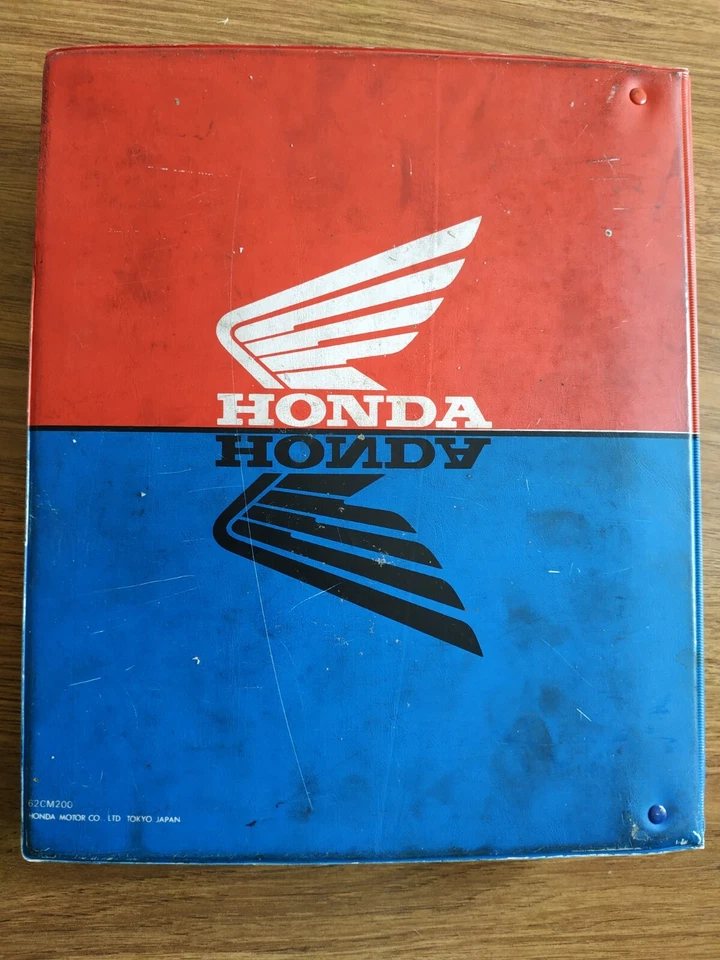 HONDA
HONDA
62CM200
HONDA MOTOR CO., LTD TOKYO JAPAN